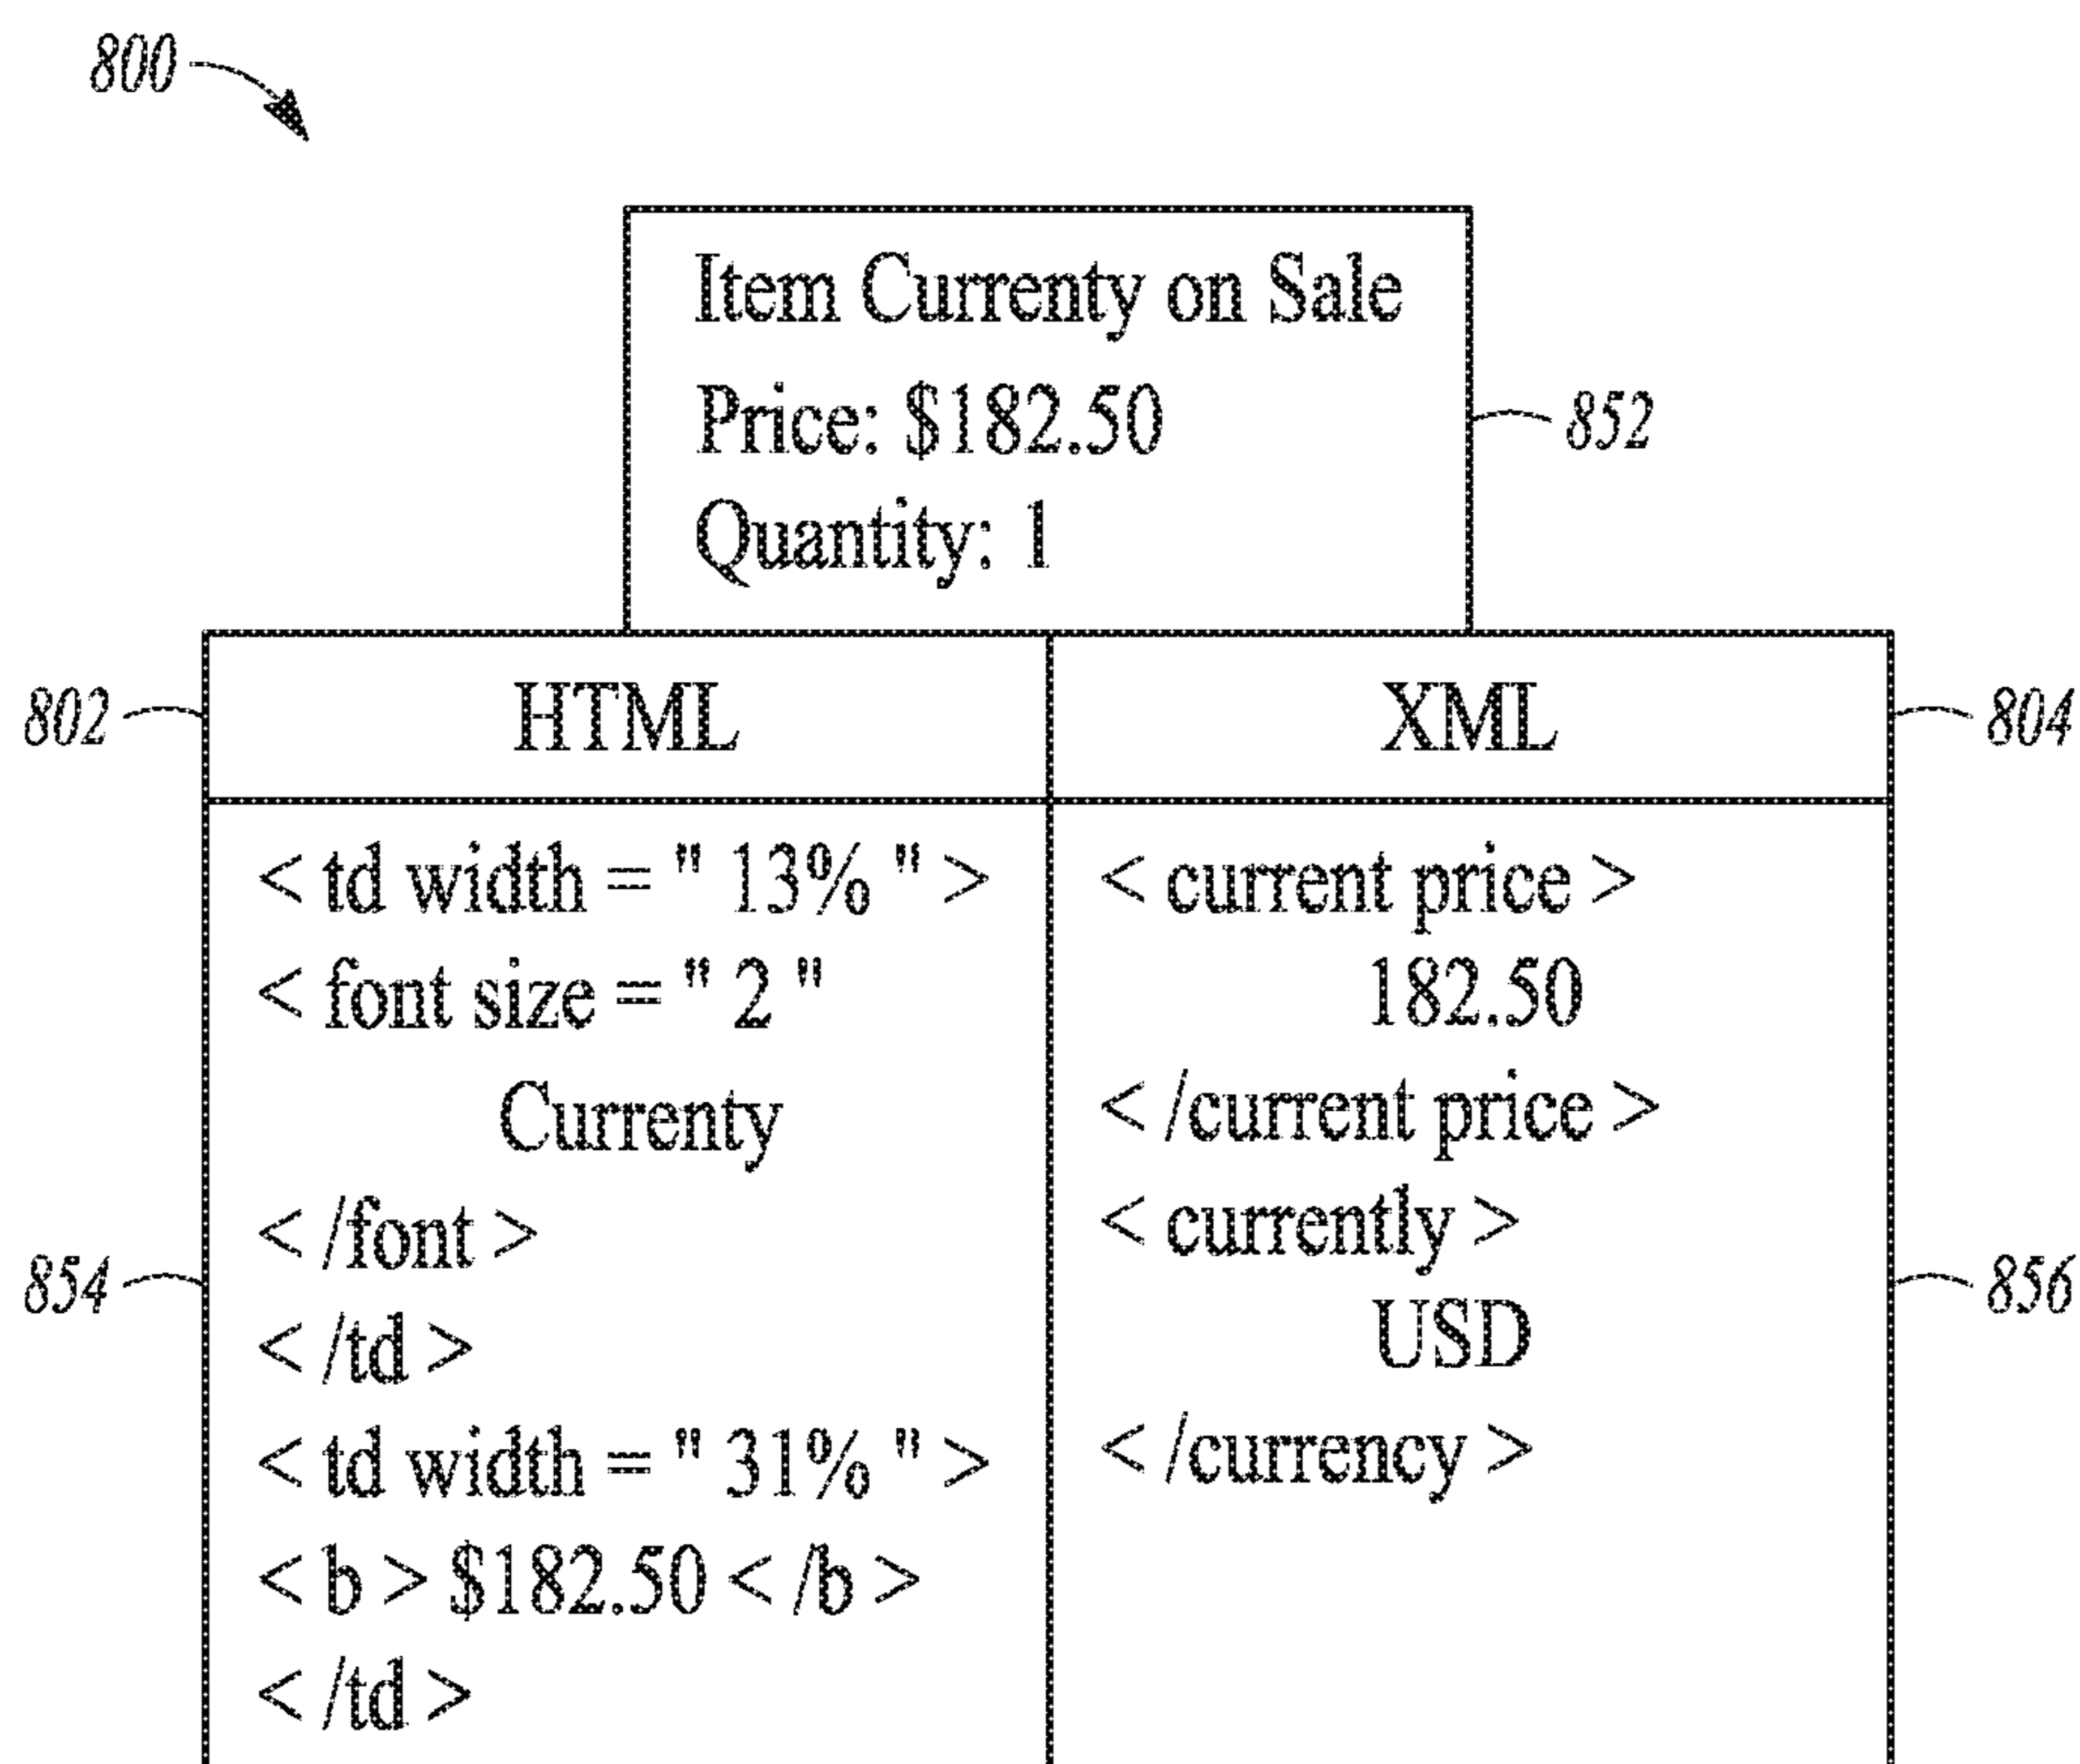 800
Item Currenty on Sale
Price: $182.50
852
Quantity: 1
802
HTML
XML
804
< td width = " 13% " >
< font size = " 2 "
Currenty
< /font >
854
< /td >
< td width = " 31% " >
< b > $182.50 < /b >
< /td >
< current price >
182.50
< /current price >
< currently >
856
USD
< /currency >